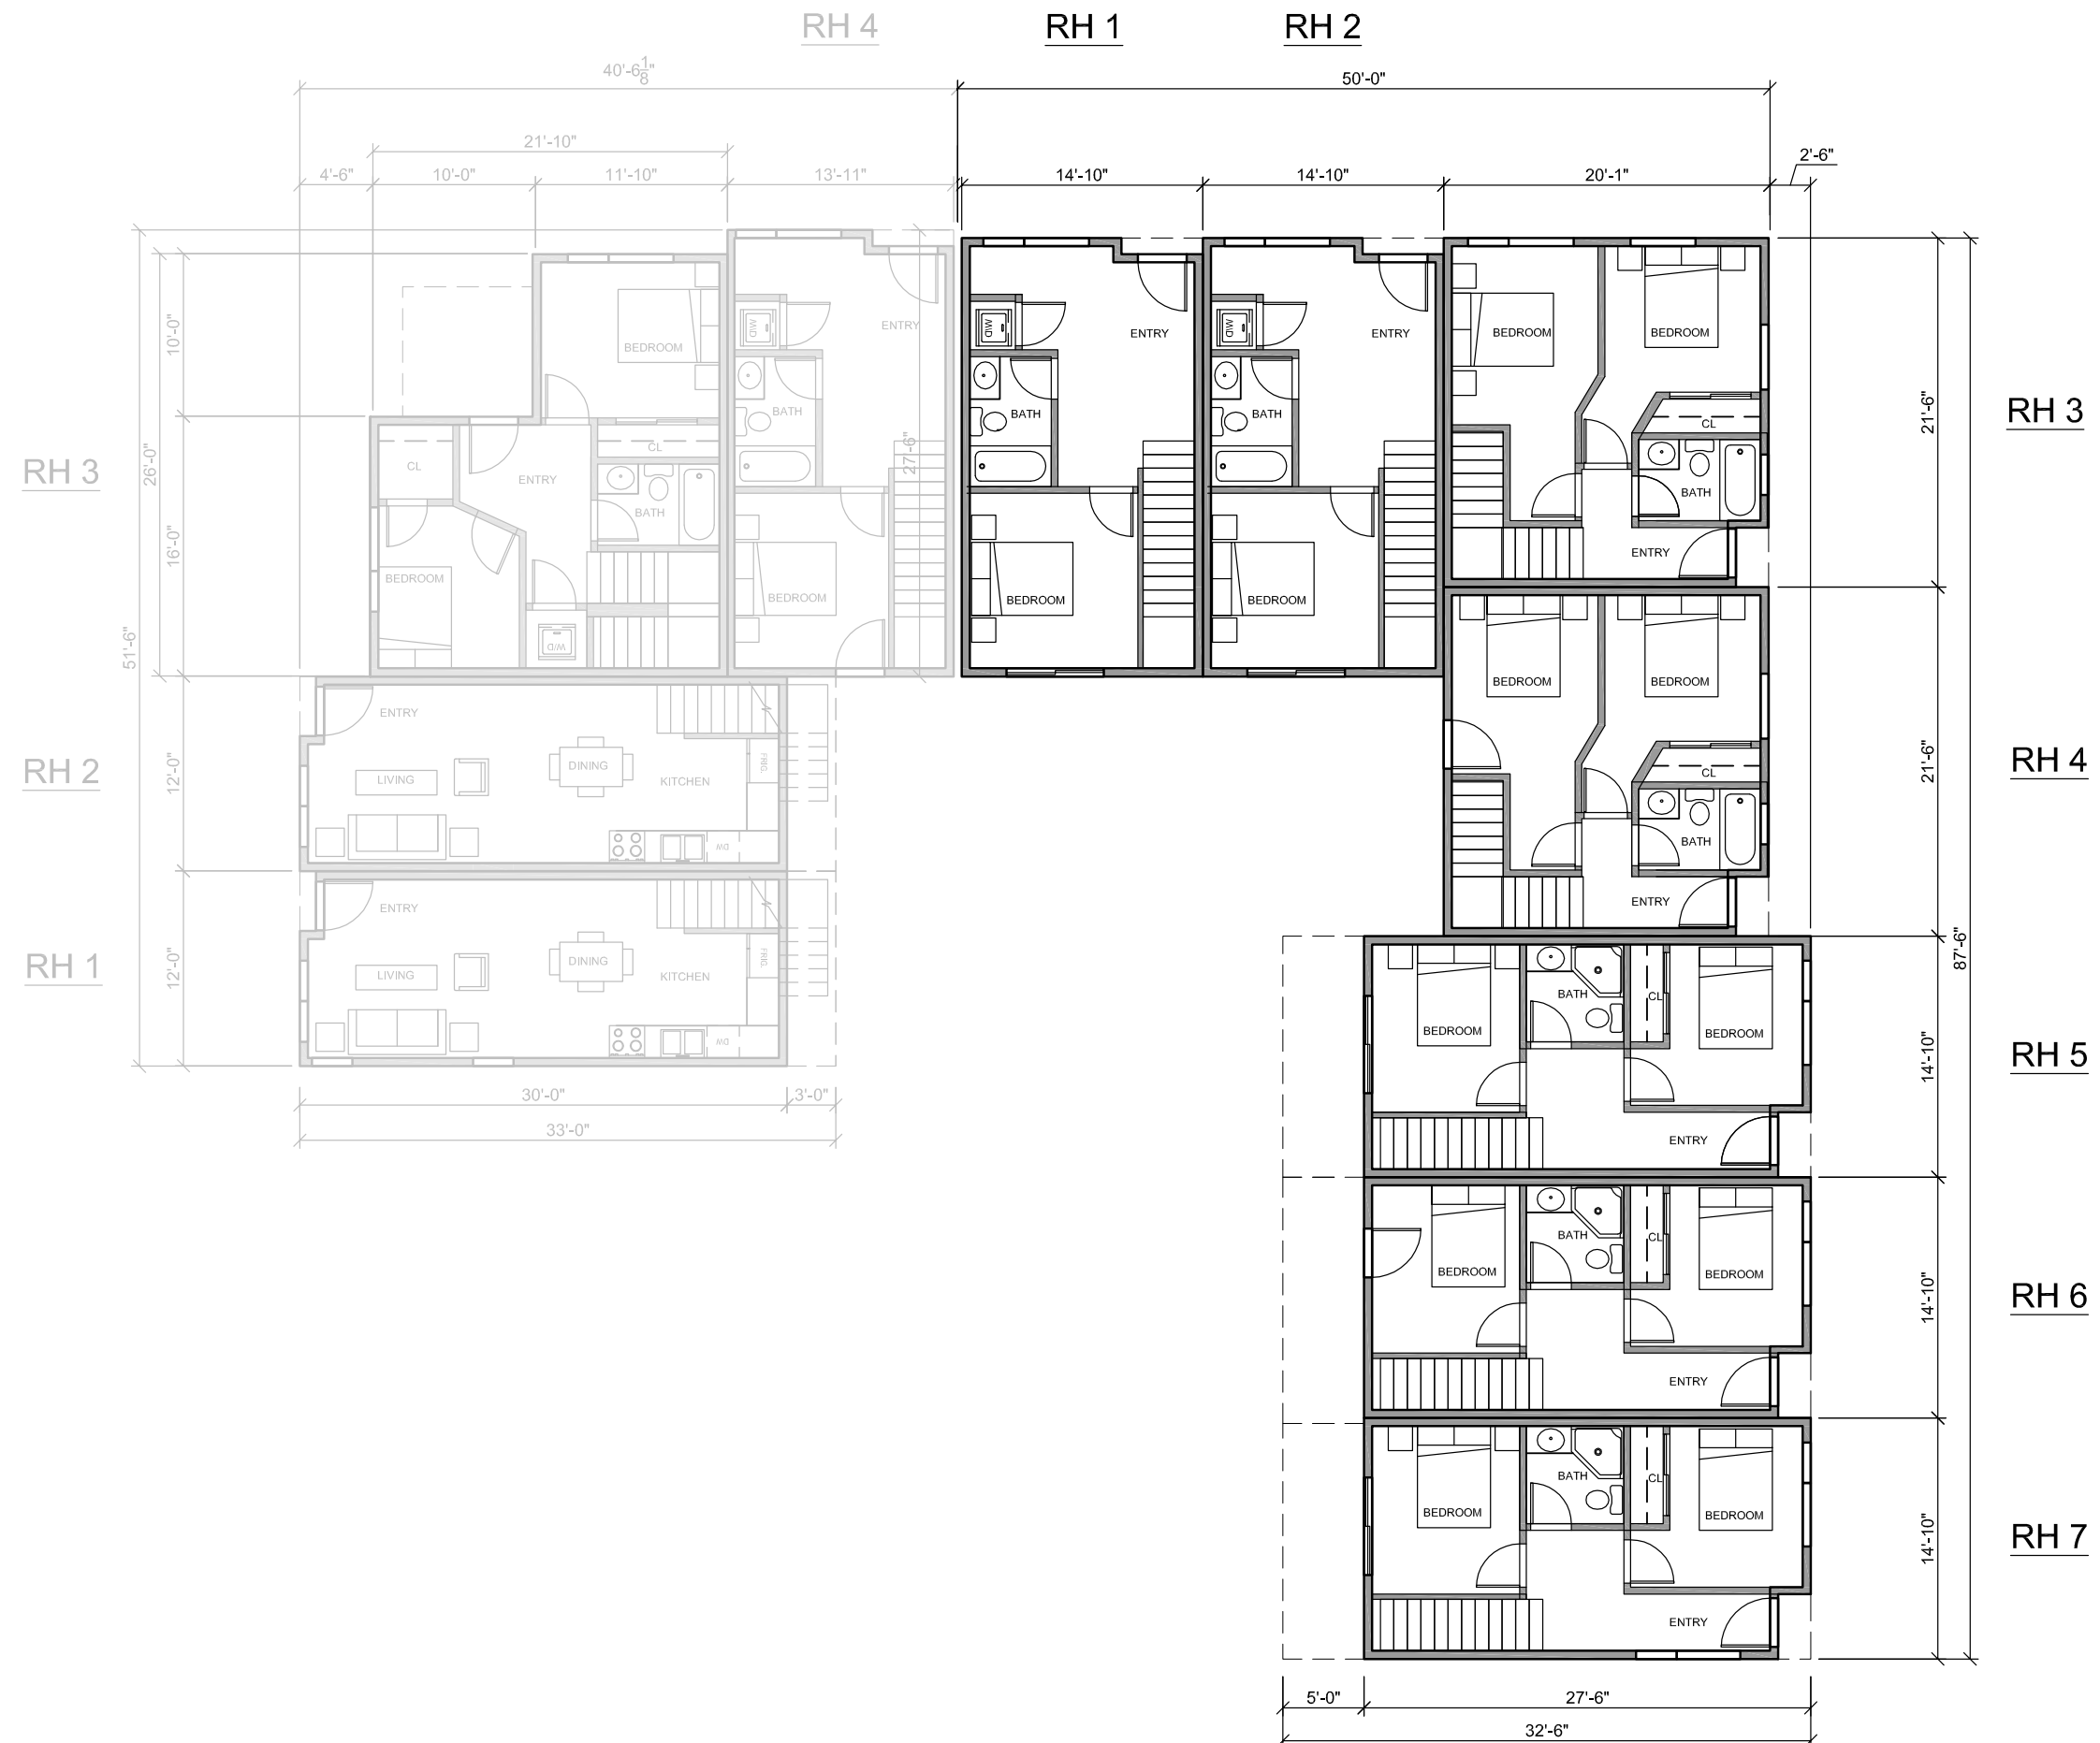 RH 4
RH 1
RH 2
40'-6 1/8"
50'-0"
21'-10"
2'-6"
4'-6"
10'-0"
11'-10"
13'-11"
14'-10"
14'-10"
20'-1"
BEDROOM
ENTRY
W/D
BATH
BEDROOM
ENTRY
W/D
BATH
BEDROOM
ENTRY
W/D
BATH
BEDROOM
BEDROOM
BEDROOM
CL
BATH
ENTRY
21'-6"
RH 3
10'-0"
26'-0"
16'-0"
51'-6"
27'-6"
RH 3
CL
ENTRY
CL
BATH
BEDROOM
W/D
BEDROOM
BEDROOM
CL
BATH
ENTRY
21'-6"
87'-6"
RH 4
RH 2
12'-0"
ENTRY
LIVING
DINING
KITCHEN
FRIG.
DW
RH 1
12'-0"
ENTRY
LIVING
DINING
KITCHEN
FRIG.
DW
30'-0"
3'-0"
33'-0"
BEDROOM
BATH
CL
BEDROOM
ENTRY
14'-10"
RH 5
BEDROOM
BATH
CL
BEDROOM
ENTRY
14'-10"
RH 6
BEDROOM
BATH
CL
BEDROOM
ENTRY
14'-10"
RH 7
5'-0"
27'-6"
32'-6"